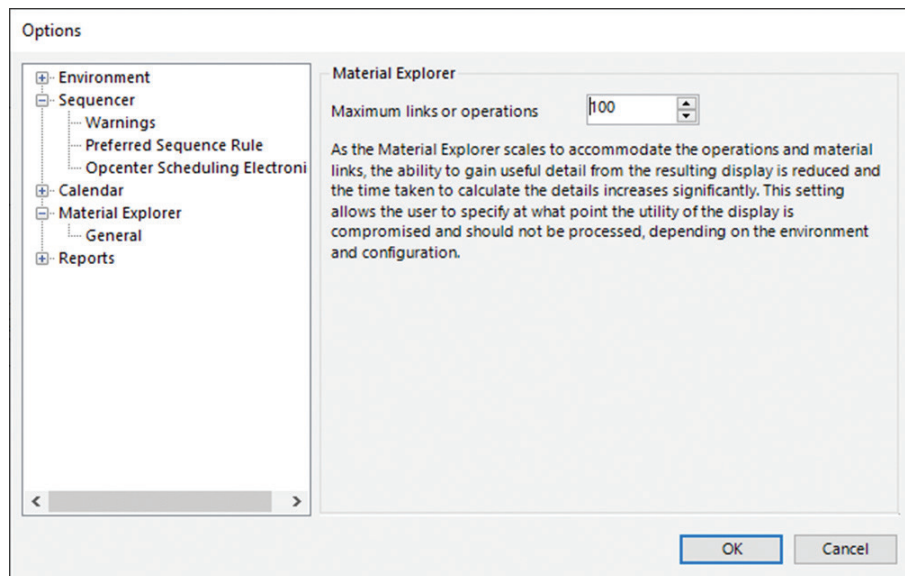 Options
Environment
Sequencer
Warnings
Preferred Sequence Rule
Opcenter Scheduling Electroni
Calendar
Material Explorer
General
Reports
Material Explorer
Maximum links or operations 100
As the Material Explorer scales to accommodate the operations and material
links, the ability to gain useful detail from the resulting display is reduced and
the time taken to calculate the details increases significantly. This setting
allows the user to specify at what point the utility of the display is
compromised and should not be processed, depending on the environment
and configuration.
OK Cancel